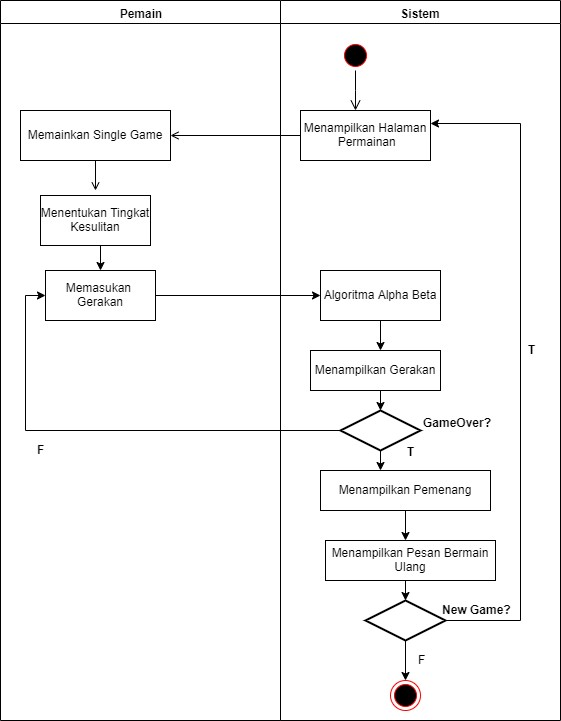 Pemain
Sistem
Menampilkan Halaman
Permainan
Memainkan Single Game
Menentukan Tingkat
Kesulitan
Memasukan
Gerakan
Algoritma Alpha Beta
Menampilkan Gerakan
GameOver?
F
T
Menampilkan Pemenang
Menampilkan Pesan Bermain
Ulang
New Game?
T
F